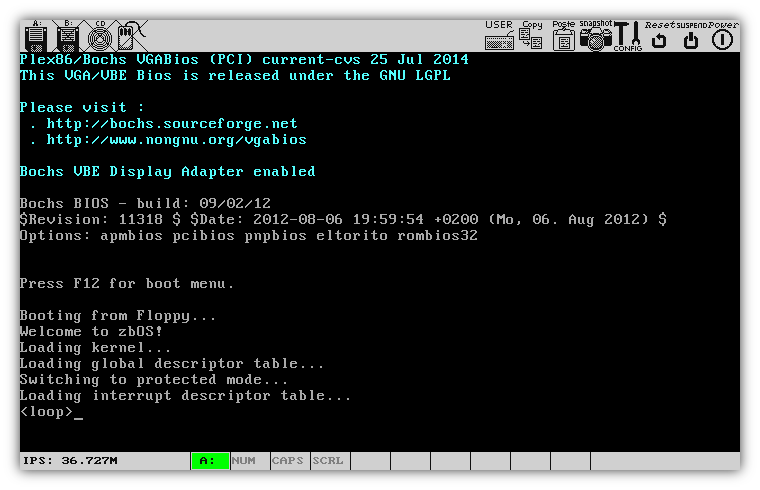 A: B: CD USER Copy Paste snapshot CONFIG Reset SUSPEND Power
Plex86/Bochs VGABios (PCI) current-cvs 25 Jul 2014
This VGA/VBE Bios is released under the GNU LGPL
Please visit :
. http://bochs.sourceforge.net
. http://www.nongnu.org/vgabios
Bochs VBE Display Adapter enabled
Bochs BIOS - build: 09/02/12
$Revision: 11318 $ $Date: 2012-08-06 19:59:54 +0200 (Mo, 06. Aug 2012) $
Options: apmbios pcibios pnpbios eltorito rombios32
Press F12 for boot menu.
Booting from Floppy...
Welcome to zbOS!
Loading kernel...
Loading global descriptor table...
Switching to protected mode...
Loading interrupt descriptor table...
<loop>_
IPS: 36.727M A: NUM CAPS SCRL